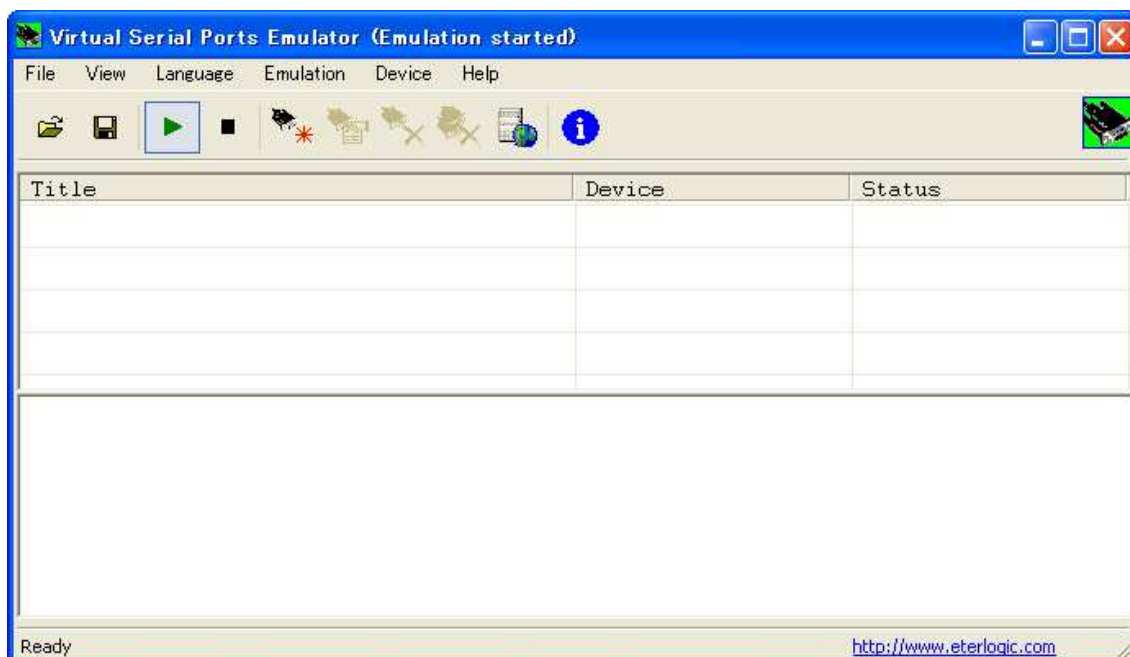 Virtual Serial Ports Emulator (Emulation started)
File View Language Emulation Device Help
Title Device Status
Ready http://www.eterlogic.com